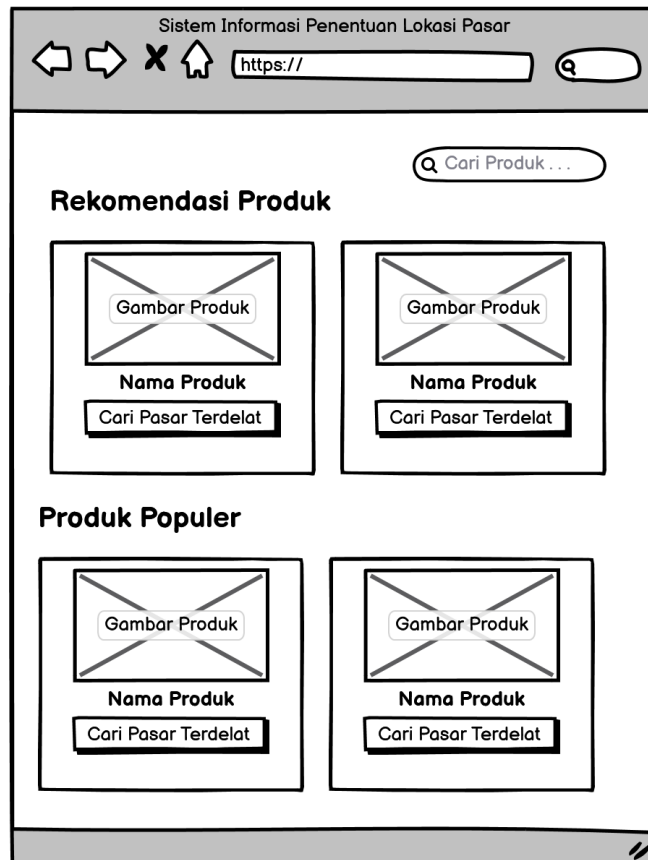 Sistem Informasi Penentuan Lokasi Pasar
https://
Cari Produk . . .
Rekomendasi Produk
Gambar Produk
Gambar Produk
Nama Produk
Nama Produk
Cari Pasar Terdelat
Cari Pasar Terdelat
Produk Populer
Gambar Produk
Gambar Produk
Nama Produk
Nama Produk
Cari Pasar Terdelat
Cari Pasar Terdelat